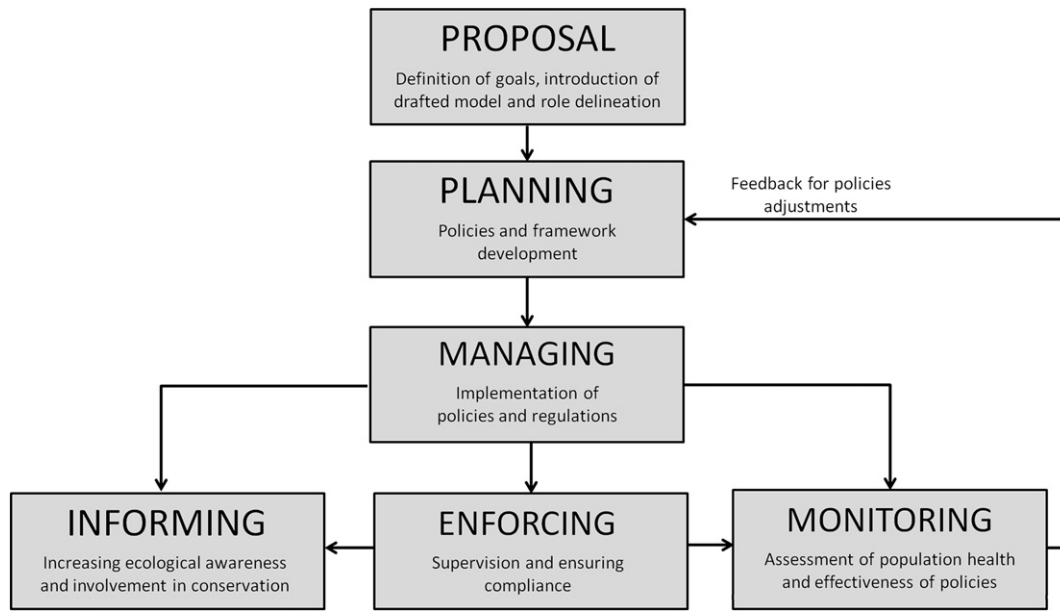 PROPOSAL
Definition of goals, introduction of
drafted model and role delineation
PLANNING
Policies and framework
development
Feedback for policies
adjustments
MANAGING
Implementation of
policies and regulations
INFORMING
Increasing ecological awareness
and involvement in conservation
ENFORCING
Supervision and ensuring
compliance
MONITORING
Assessment of population health
and effectiveness of policies